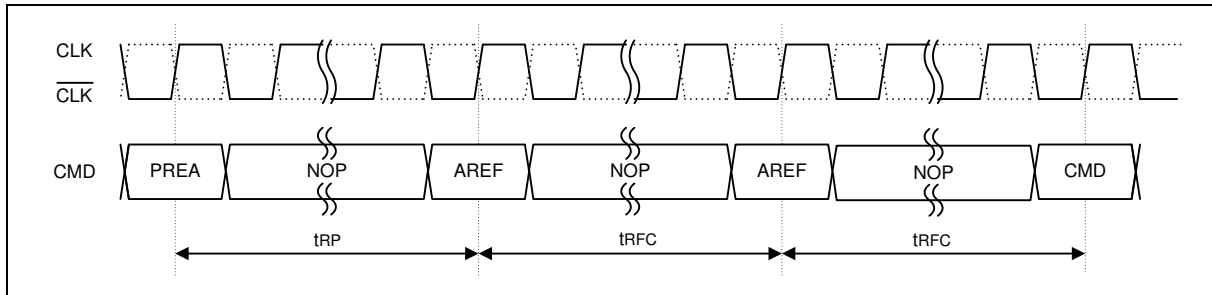 CLK
CLK
CMD PREA NOP AREF NOP AREF NOP CMD
tRP tRFC tRFC